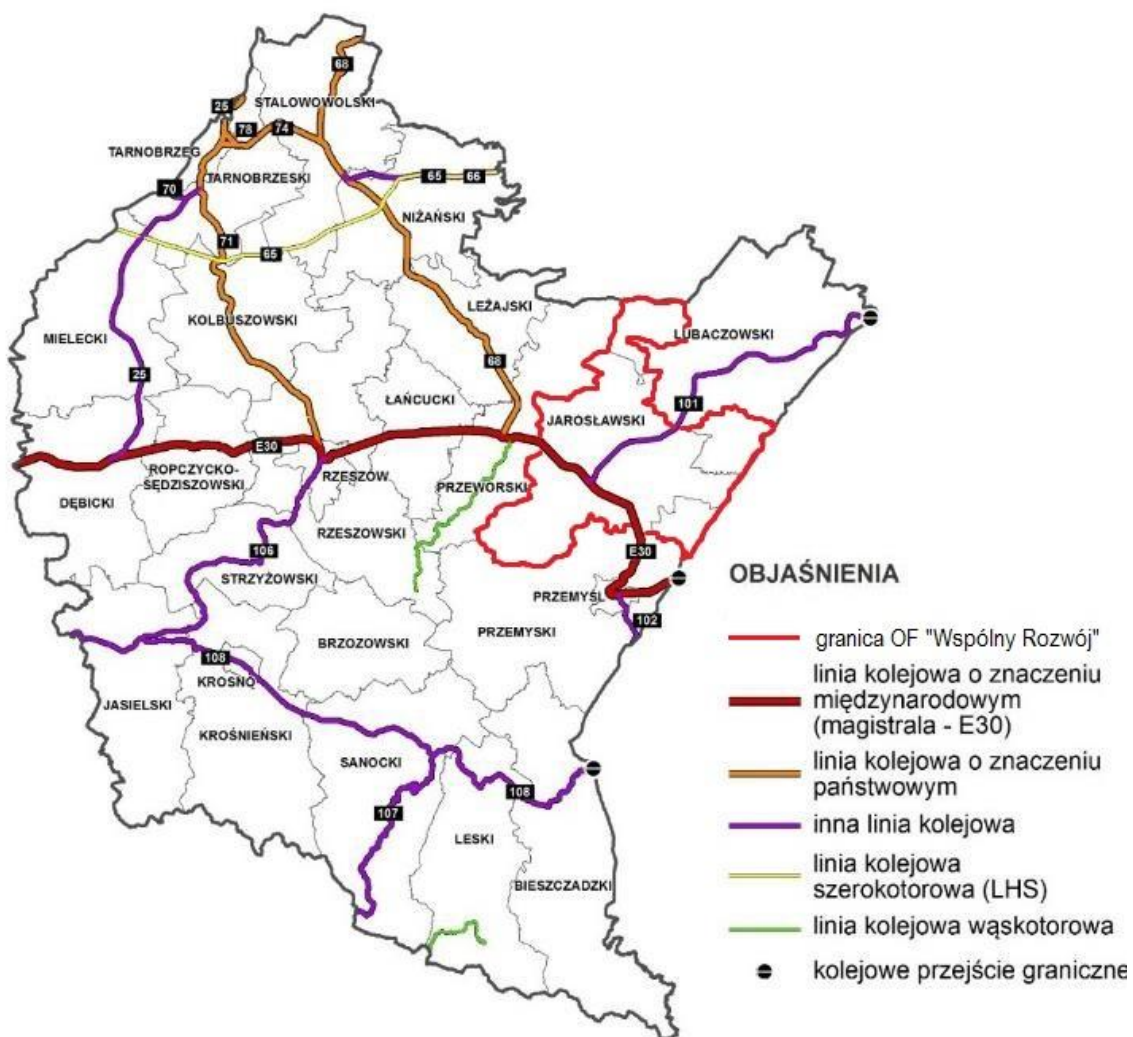 68
25
STALOWOWOLSKI
78
74
TARNOBRZEG
70
TARNOBRZESKI
65
66
NIŻAŃSKI
71
65
LEŻAJSKI
KOLBUSZOWSKI
LUBACZOWSKI
MIELECKI
68
25
ŁAŃCUCKI
101
JAROSŁAWSKI
E30
ROPCZYCKO-
SĘDZISZOWSKI
RZESZÓW
PRZEWORSKI
DĘBICKI
RZESZOWSKI
E30
106
STRZYŻOWSKI
PRZEMYŚL
102
BRZOZOWSKI
PRZEMYSKI
108
KROSNO
JASIELSKI
KROŚNIEŃSKI
SANOCKI
108
107
LESKI
BIESZCZADZKI
OBJAŚNIENIA
granica OF "Wspólny Rozwój"
linia kolejowa o znaczeniu
międzynarodowym
(magistrala - E30)
linia kolejowa o znaczeniu
państwowym
inna linia kolejowa
linia kolejowa
szerokotorowa (LHS)
linia kolejowa wąskotorowa
kolejowe przejście graniczne